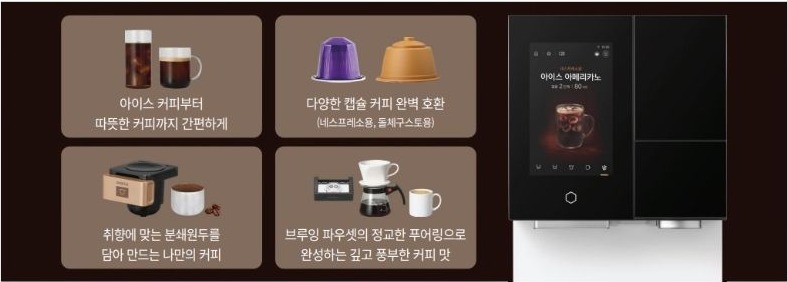 아이스 커피부터
따뜻한 커피까지 간편하게
다양한 캡슐 커피 완벽 호환
(네스프레소용, 돌체구스토용)
취향에 맞는 분쇄원두를
담아 만드는 나만의 커피
브루잉 파우셋의 정교한 푸어링으로
완성하는 깊고 풍부한 커피 맛
아이스 아메리카노